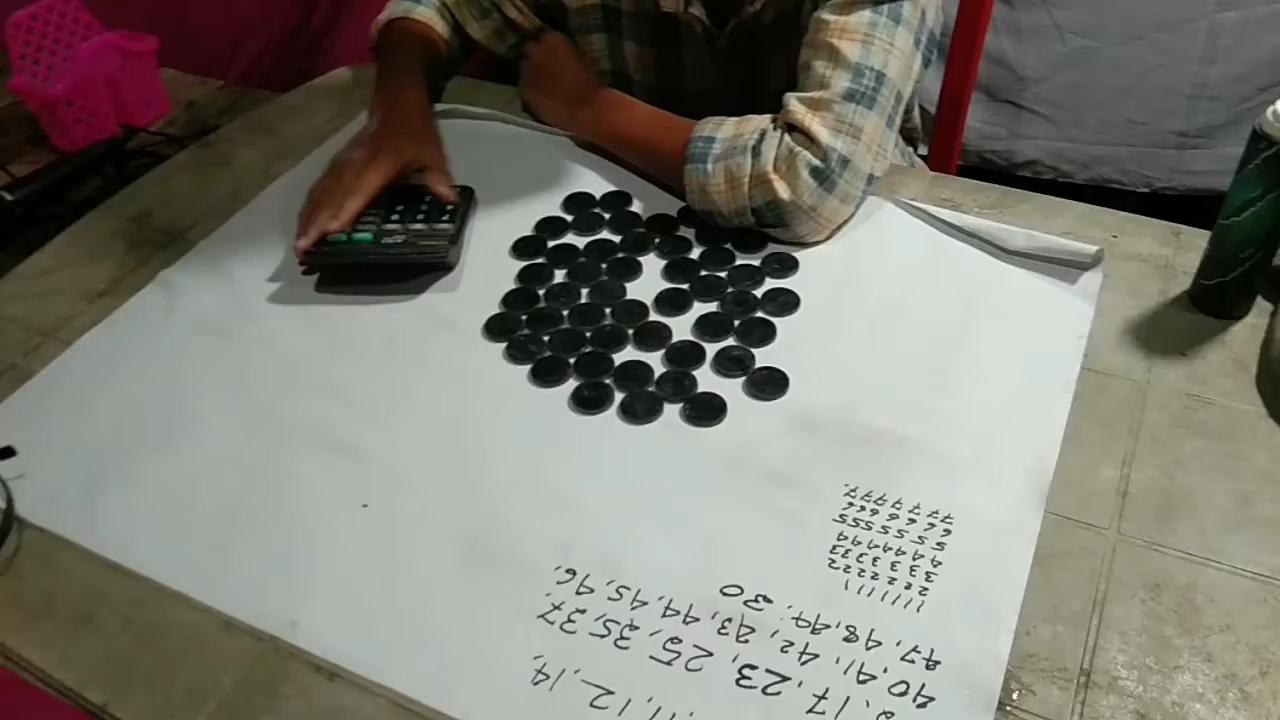 11, 12, 14,
17, 23, 25, 35, 37.
40, 41, 42, 43, 44, 45, 46,
47, 48, 49, 30
1111111
2222222
3333333
4444444
5555555
6666666
7777777.